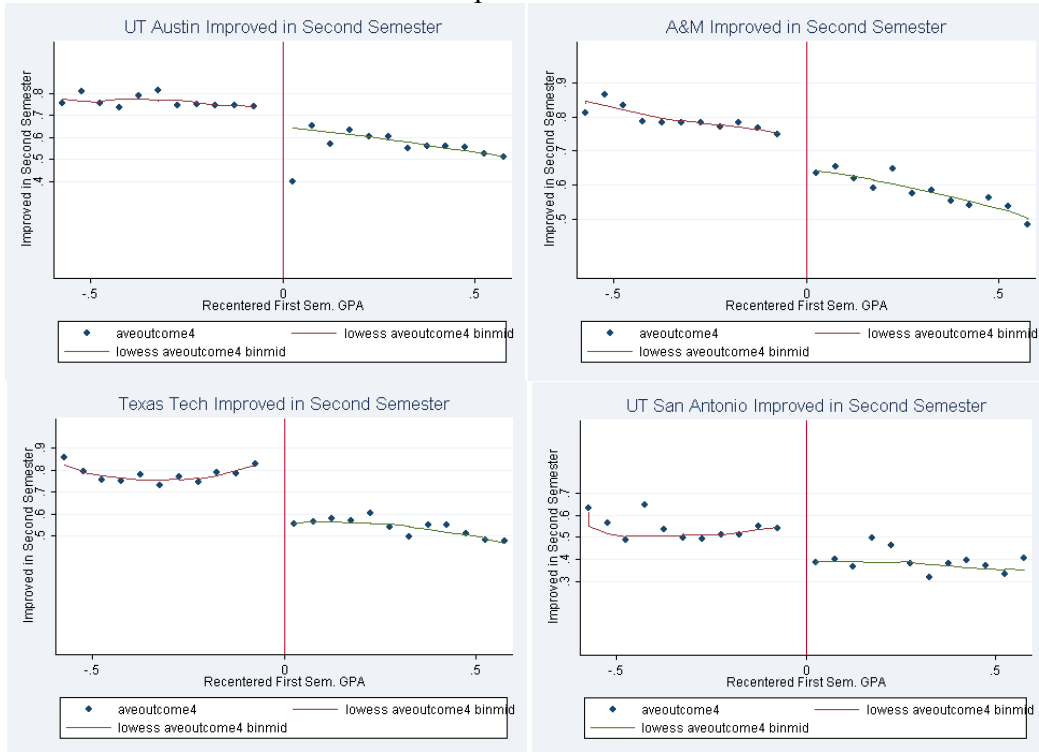 UT Austin Improved in Second Semester
Improved in Second Semester
.8
.7
.6
.5
.4
-.5
0
.5
Recentered First Sem. GPA
aveoutcome4
lowess aveoutcome4 binmid
lowess aveoutcome4 binmid
A&M Improved in Second Semester
Improved in Second Semester
.9
.8
.7
.6
.5
-.5
0
.5
Recentered First Sem. GPA
aveoutcome4
lowess aveoutcome4 binmid
lowess aveoutcome4 binmid
Texas Tech Improved in Second Semester
Improved in Second Semester
.9
.8
.7
.6
.5
-.5
0
.5
Recentered First Sem. GPA
aveoutcome4
lowess aveoutcome4 binmid
lowess aveoutcome4 binmid
UT San Antonio Improved in Second Semester
Improved in Second Semester
.7
.6
.5
.4
.3
-.5
0
.5
Recentered First Sem. GPA
aveoutcome4
lowess aveoutcome4 binmid
lowess aveoutcome4 binmid